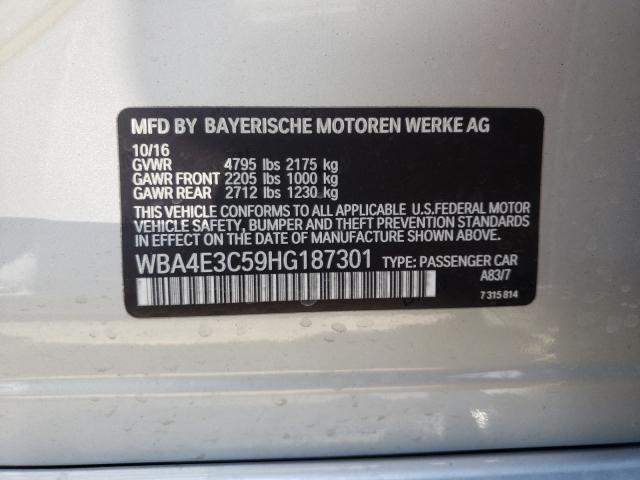 MFD BY BAYERISCHE MOTOREN WERKE AG
10/16
GVWR 4795 lbs 2175 kg
GAWR FRONT 2205 lbs 1000 kg
GAWR REAR 2712 lbs 1230 kg
THIS VEHICLE CONFORMS TO ALL APPLICABLE U.S.FEDERAL MOTOR
VEHICLE SAFETY, BUMPER AND THEFT PREVENTION STANDARDS IN
EFFECT ON THE DATE OF MANUFACTURE SHOWN ABOVE.
WBA4E3C59HG187301 TYPE: PASSENGER CAR
A83/7
7 315 814